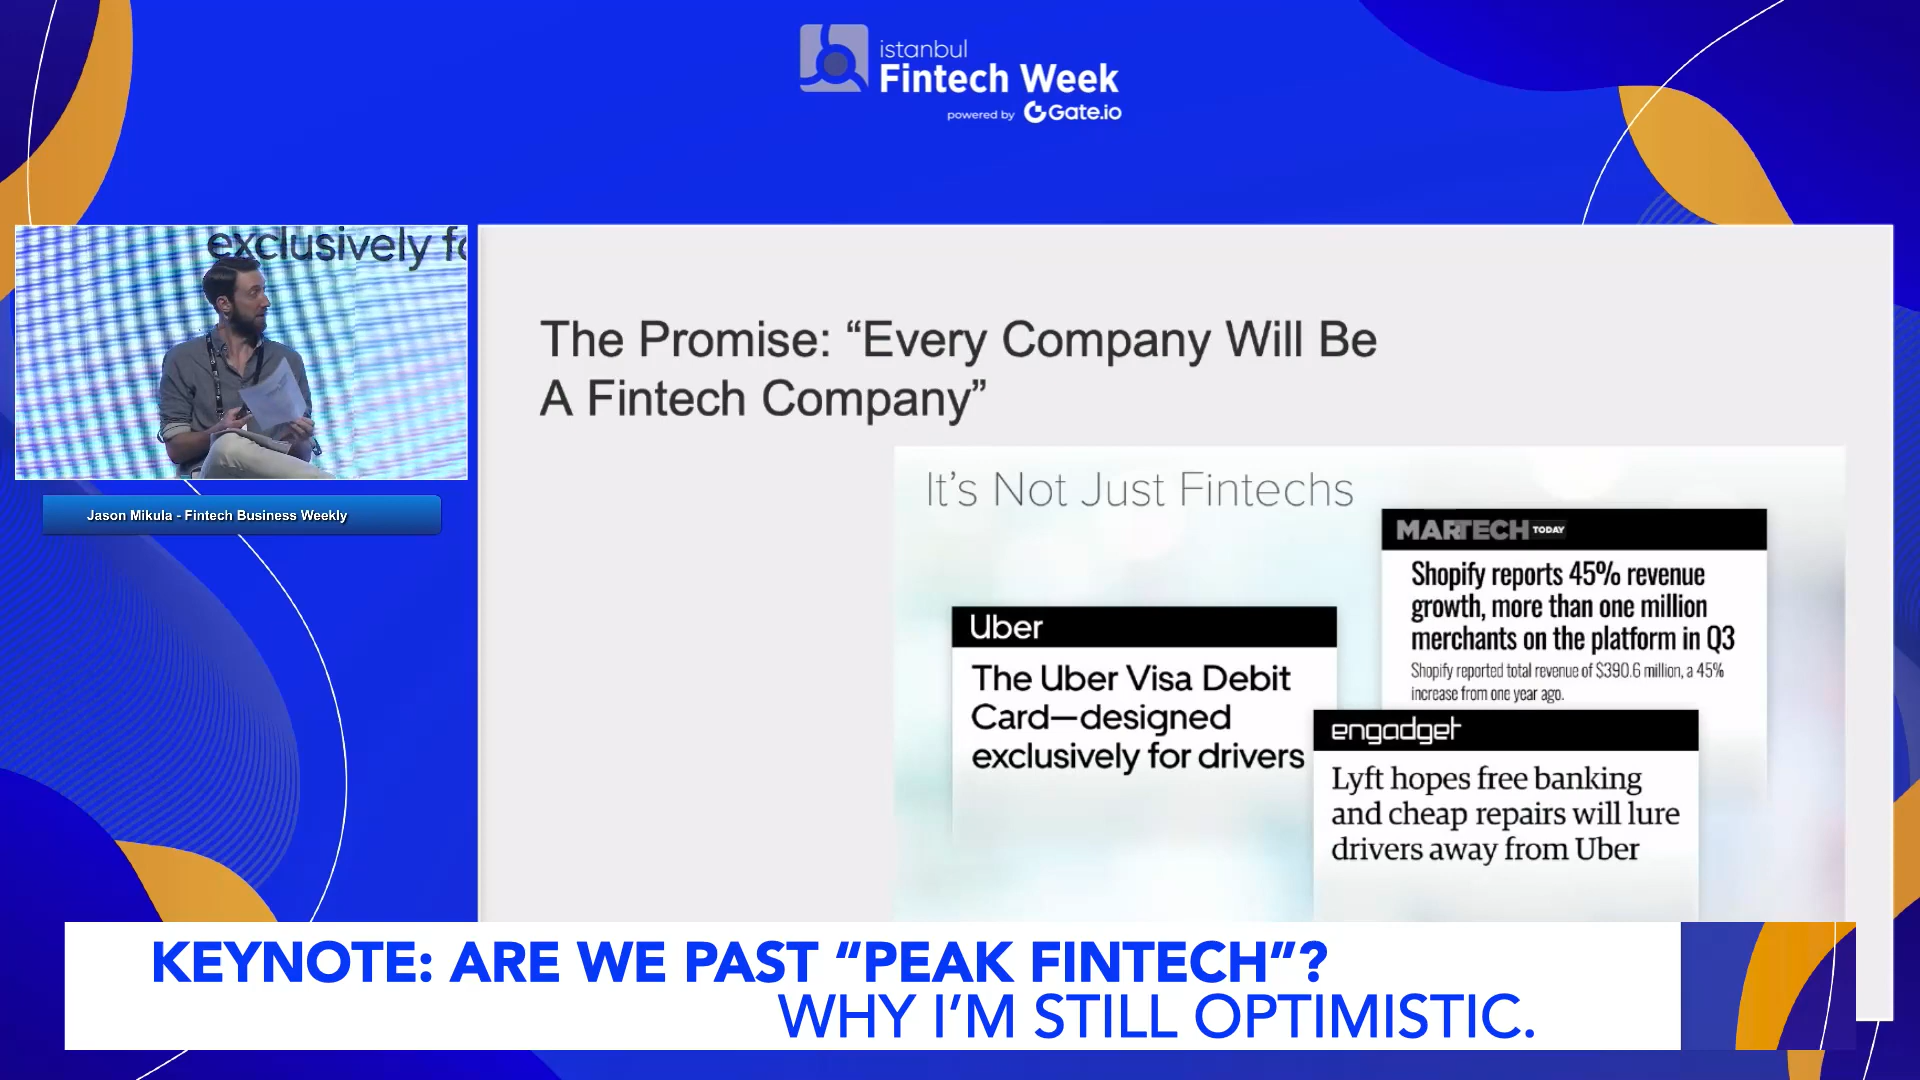 istanbul
Fintech Week
powered by Gate.io
exclusively fo
Jason Mikula - Fintech Business Weekly
The Promise: “Every Company Will Be
A Fintech Company”
It’s Not Just Fintechs
MARTECH TODAY
Shopify reports 45% revenue
growth, more than one million
merchants on the platform in Q3
Shopify reported total revenue of $390.6 million, a 45%
increase from one year ago.
Uber
The Uber Visa Debit
Card—designed
exclusively for drivers
engadget
Lyft hopes free banking
and cheap repairs will lure
drivers away from Uber
KEYNOTE: ARE WE PAST “PEAK FINTECH“?
WHY I’M STILL OPTIMISTIC.